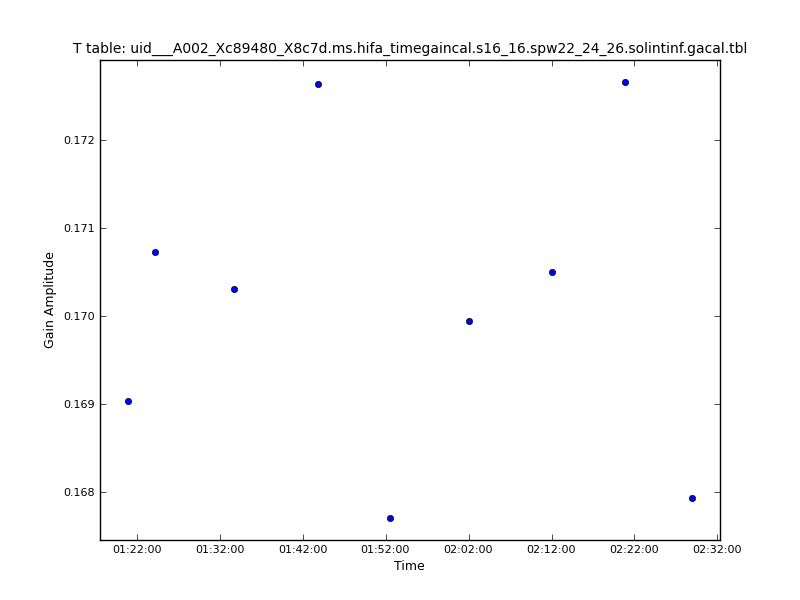 T table: uid___A002_Xc89480_X8c7d.ms.hifa_timegaincal.s16_16.spw22_24_26.solintinf.gacal.tbl
0.172
0.171
0.170
0.169
0.168
Gain Amplitude
01:22:00 01:32:00 01:42:00 01:52:00 02:02:00 02:12:00 02:22:00 02:32:00
Time